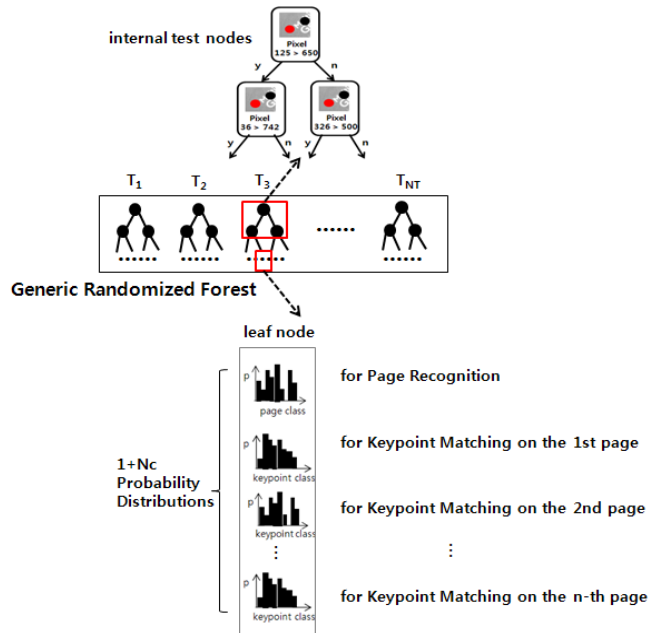 internal test nodes
Pixel
125 > 650
y
n
Pixel
36 > 742
Pixel
326 > 500
y
n
y
n
T1
T2
T3
TNT
......
......
......
......
......
Generic Randomized Forest
leaf node
p
page class
for Page Recognition
p
keypoint class
for Keypoint Matching on the 1st page
1+Nc
Probability
Distributions
p
keypoint class
for Keypoint Matching on the 2nd page
⋮
⋮
p
keypoint class
for Keypoint Matching on the n-th page